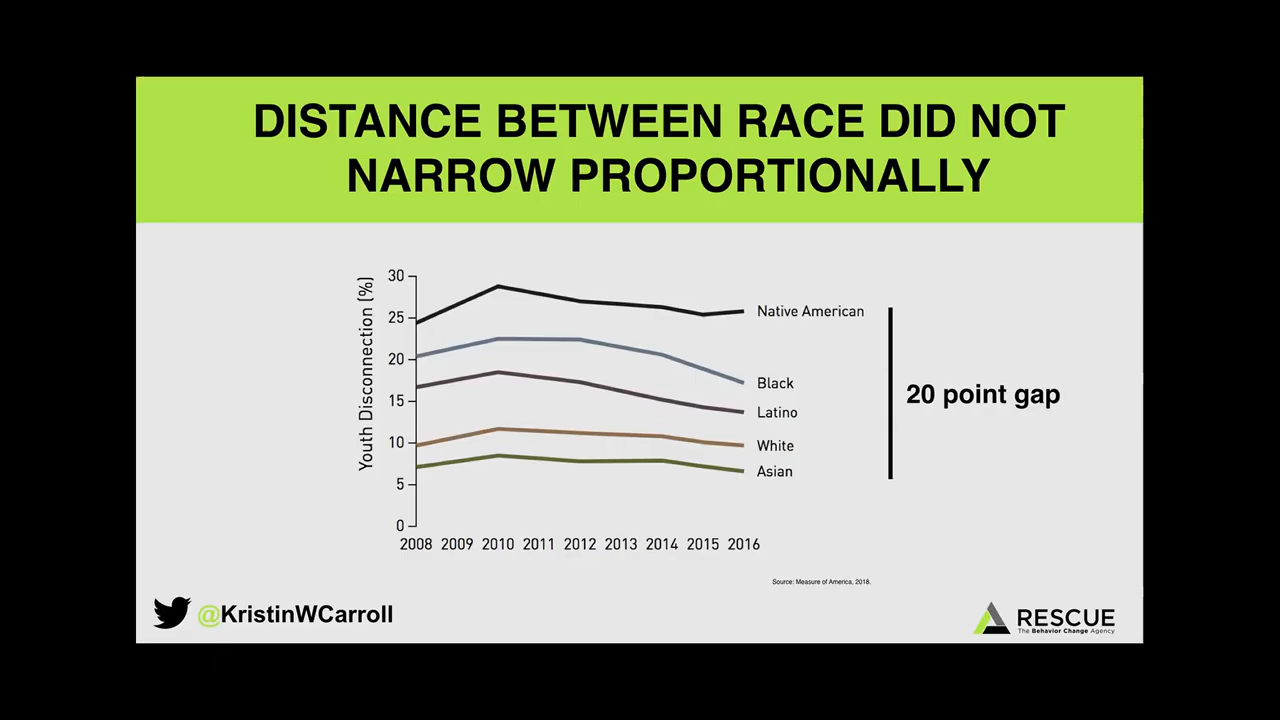 DISTANCE BETWEEN RACE DID NOT
NARROW PROPORTIONALLY
Youth Disconnection (%)
30
25
20
15
10
5
0
2008 2009 2010 2011 2012 2013 2014 2015 2016
Native American
Black
Latino
White
Asian
20 point gap
Source: Measure of America, 2018.
@KristinWCarroll
RESCUE
The Behavior Change Agency